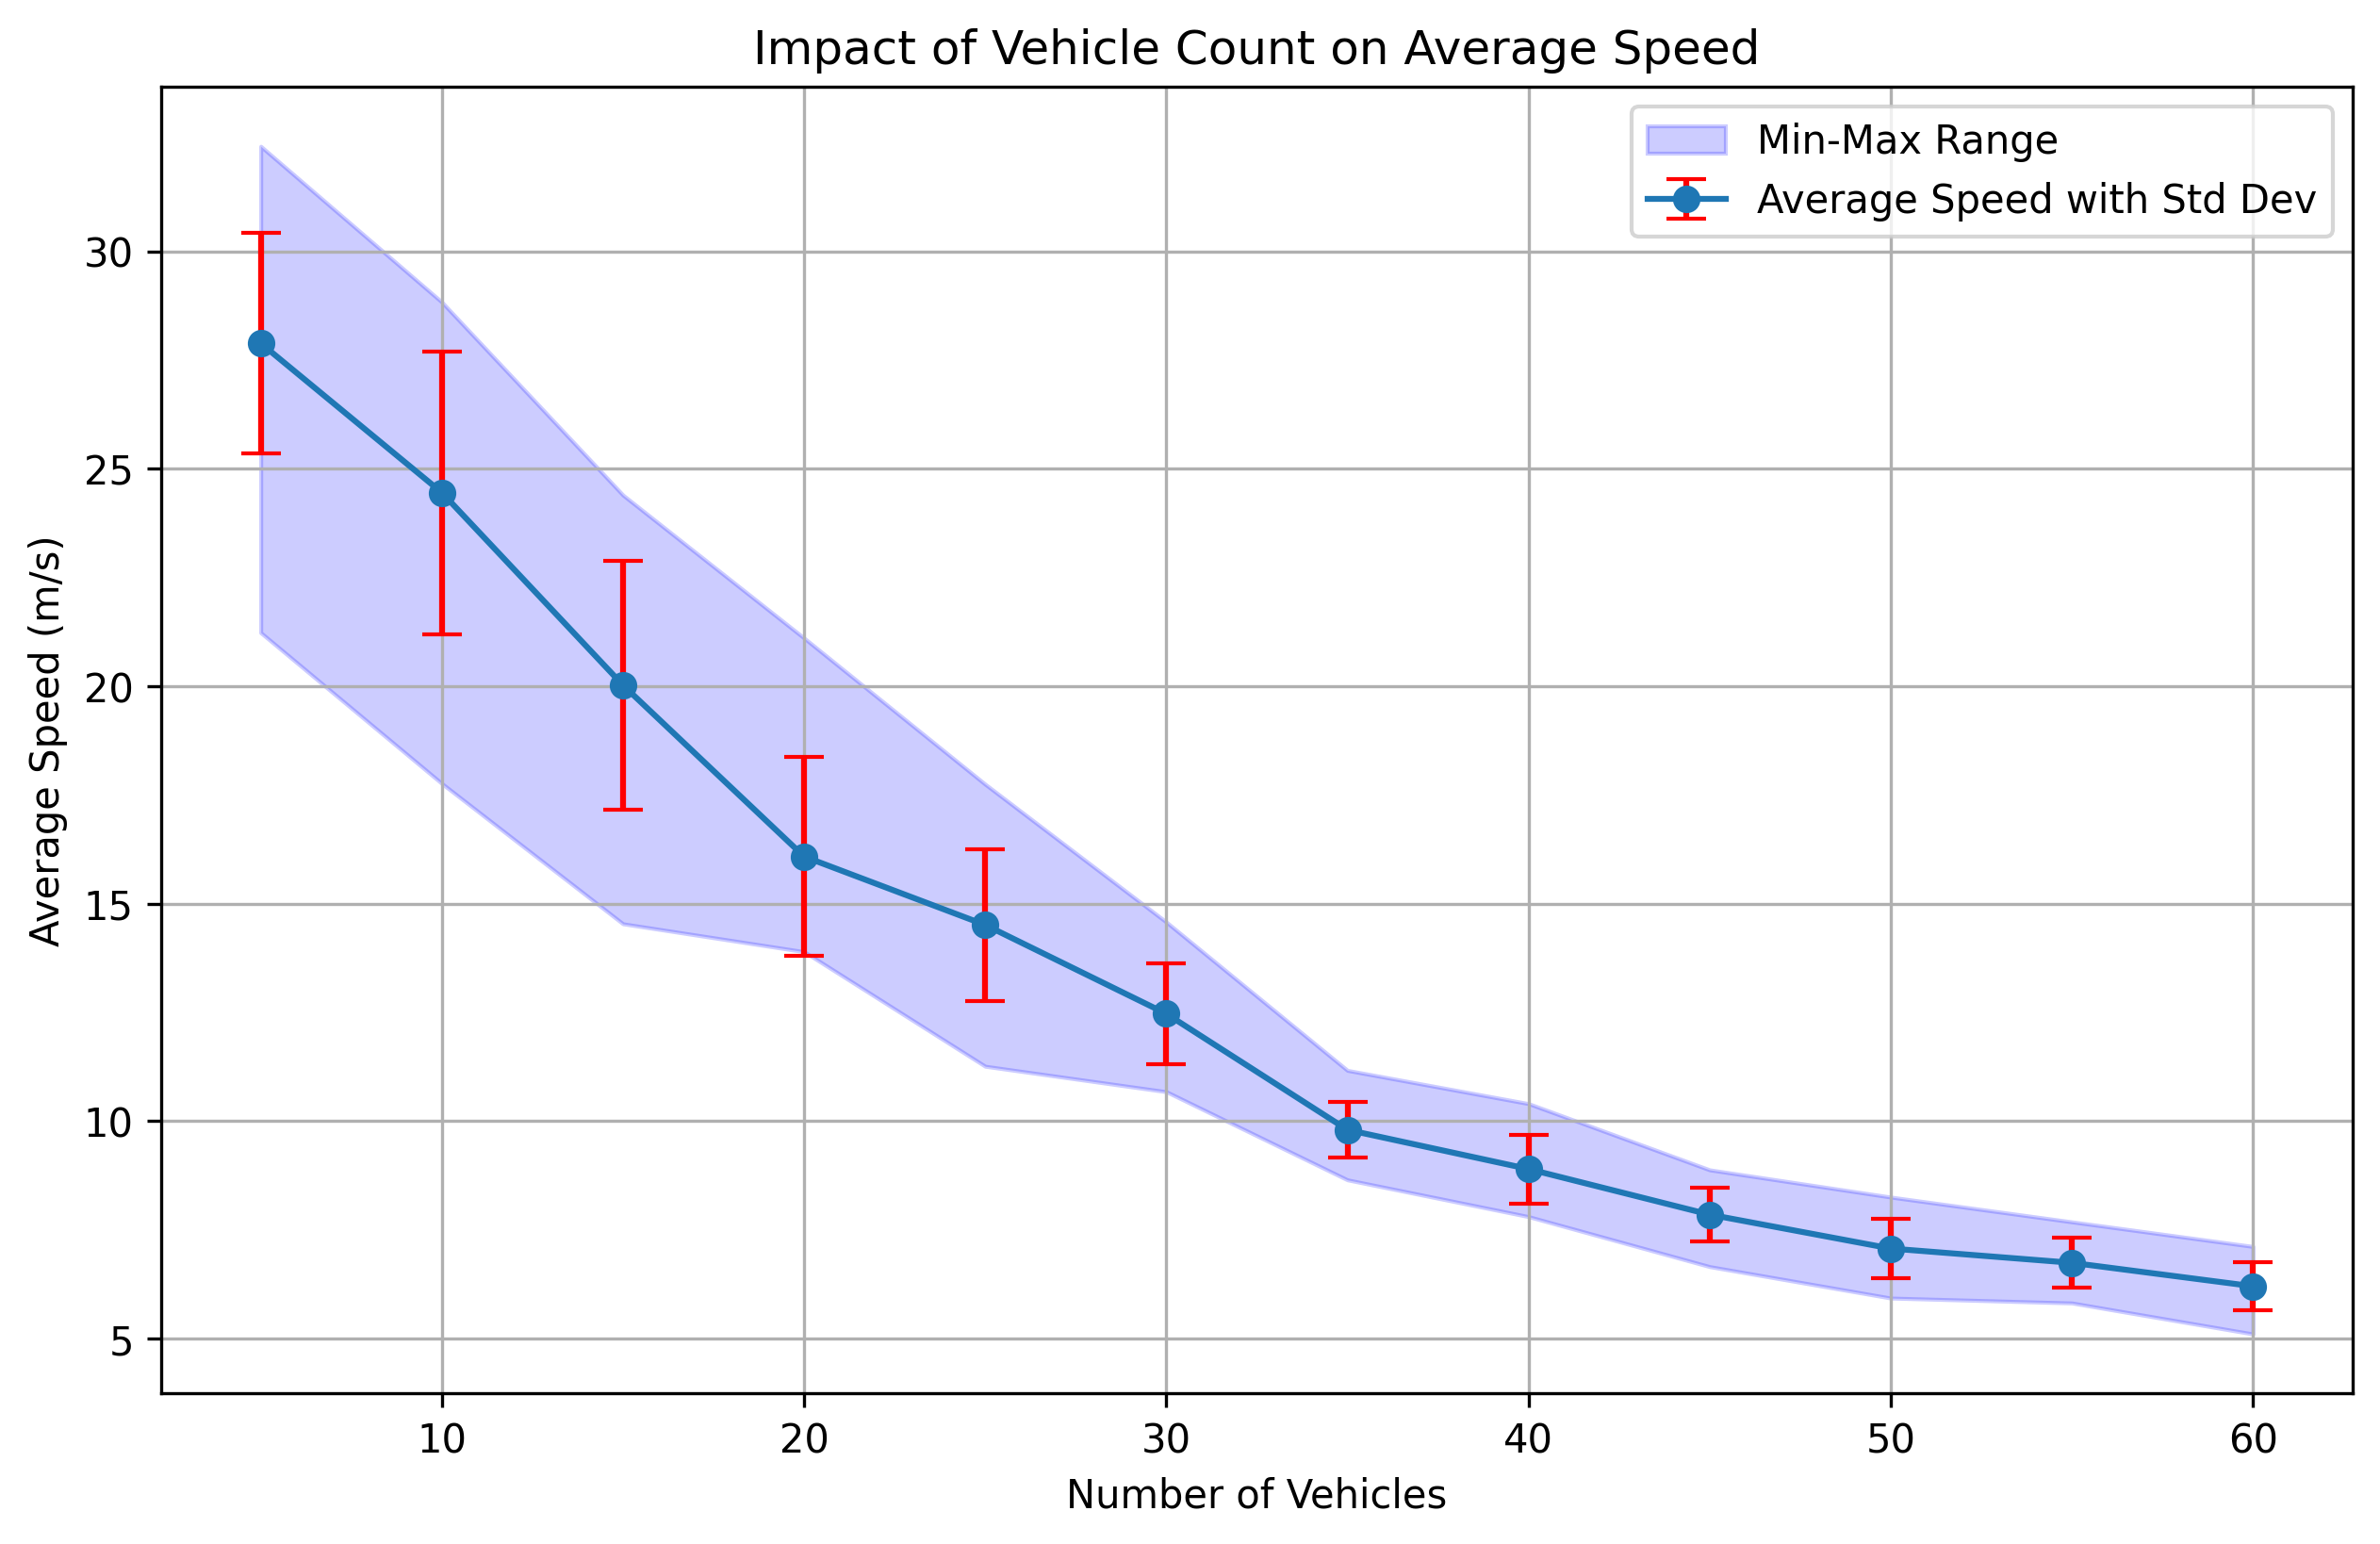 Impact of Vehicle Count on Average Speed
Min-Max Range
Average Speed with Std Dev
30
25
20
15
10
5
Average Speed (m/s)
10 20 30 40 50 60
Number of Vehicles